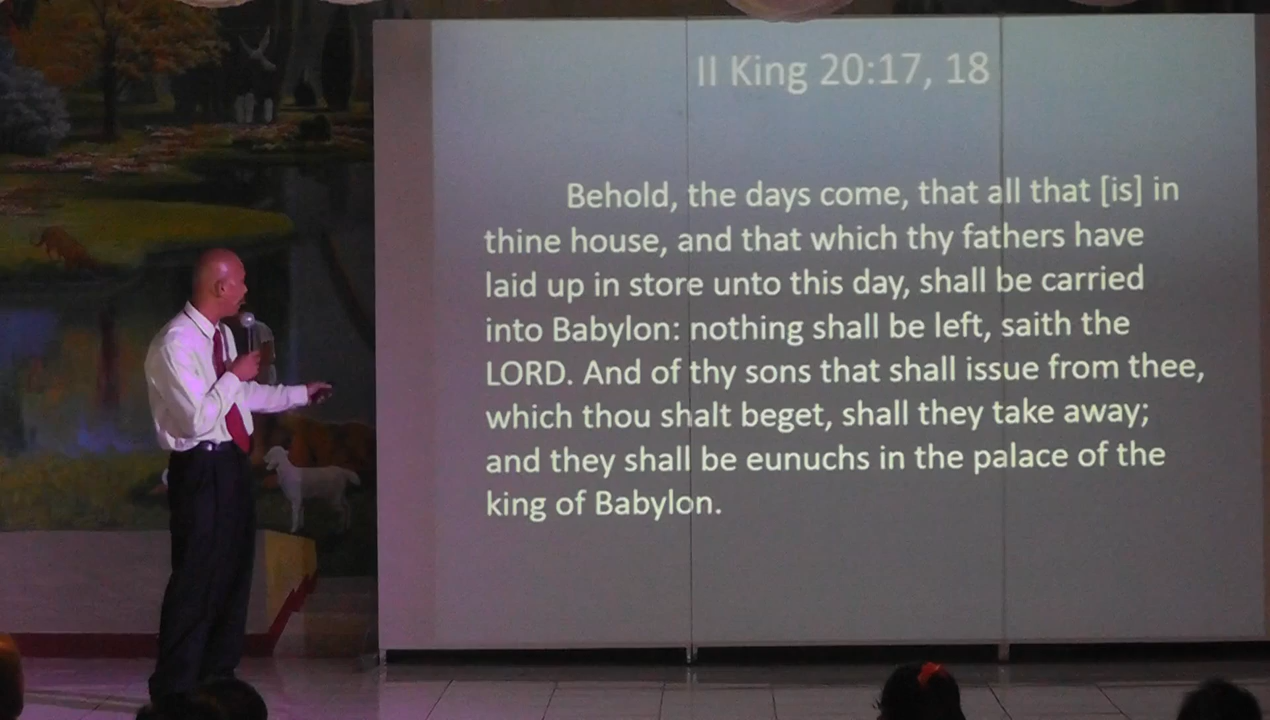 II King 20:17, 18
Behold, the days come, that all that [is] in
thine house, and that which thy fathers have
laid up in store unto this day, shall be carried
into Babylon: nothing shall be left, saith the
LORD. And of thy sons that shall issue from thee,
which thou shalt beget, shall they take away;
and they shall be eunuchs in the palace of the
king of Babylon.